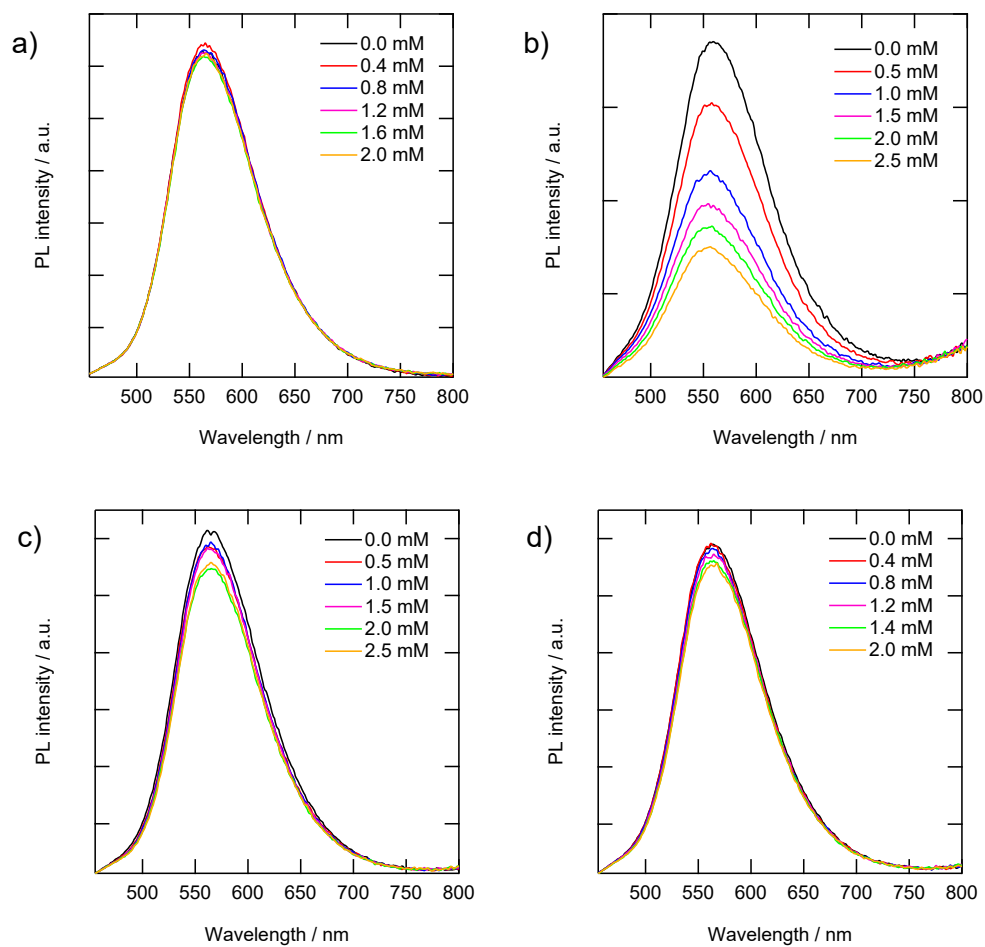 a)
0.0 mM
0.4 mM
0.8 mM
1.2 mM
1.6 mM
2.0 mM
PL intensity / a.u.
500 550 600 650 700 750 800
Wavelength / nm
b)
0.0 mM
0.5 mM
1.0 mM
1.5 mM
2.0 mM
2.5 mM
PL intensity / a.u.
500 550 600 650 700 750 800
Wavelength / nm
c)
0.0 mM
0.5 mM
1.0 mM
1.5 mM
2.0 mM
2.5 mM
PL intensity / a.u.
500 550 600 650 700 750 800
Wavelength / nm
d)
0.0 mM
0.4 mM
0.8 mM
1.2 mM
1.4 mM
2.0 mM
PL intensity / a.u.
500 550 600 650 700 750 800
Wavelength / nm